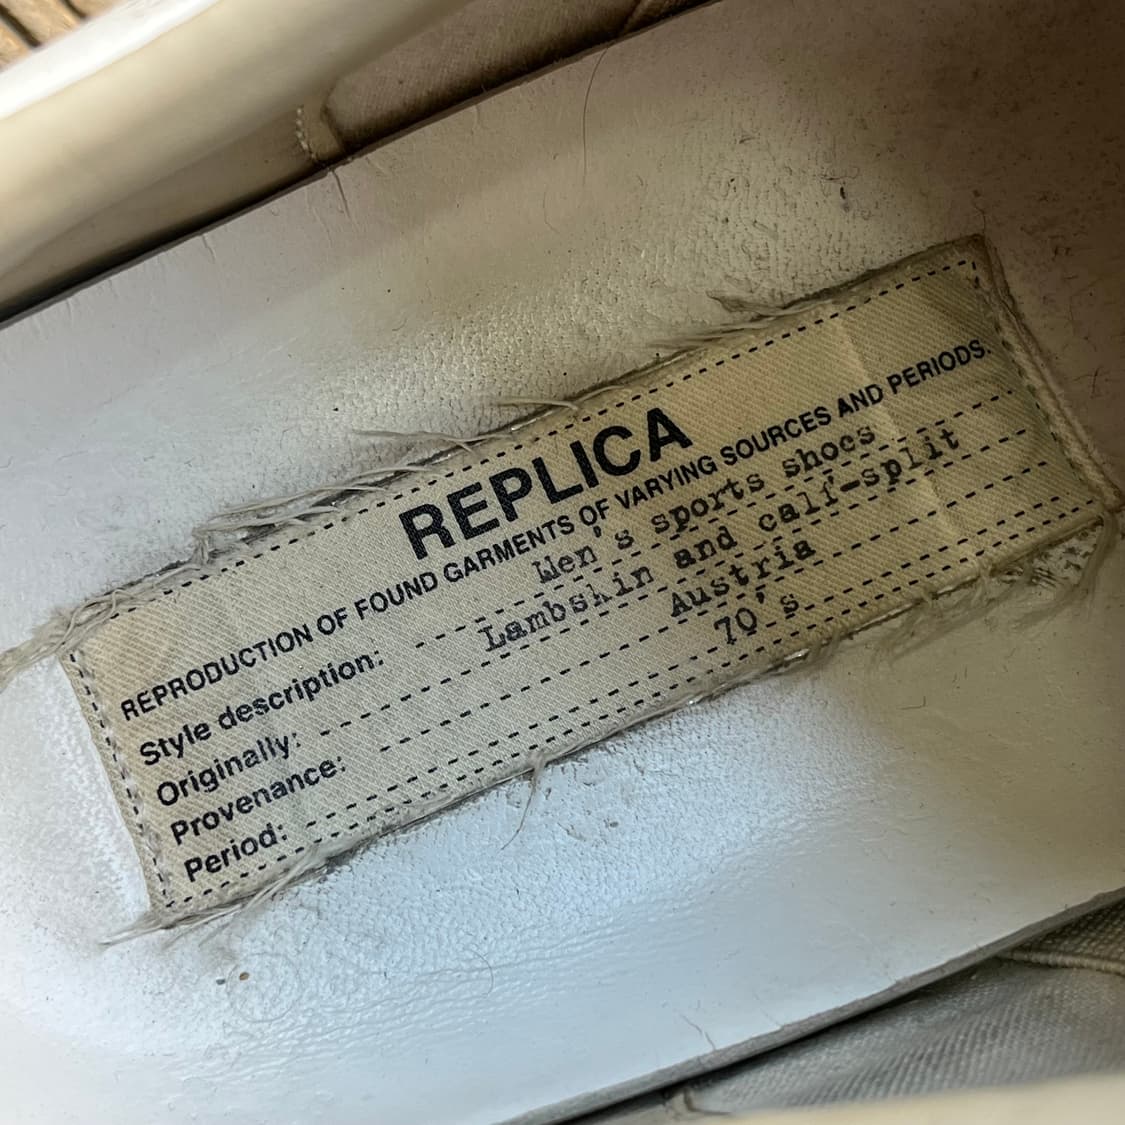 REPLICA
REPRODUCTION OF FOUND GARMENTS OF VARYING SOURCES AND PERIODS.
Style description: Men's sports shoes
Originally: Lambskin and calf-split
Provenance: Austria
Period: 70's